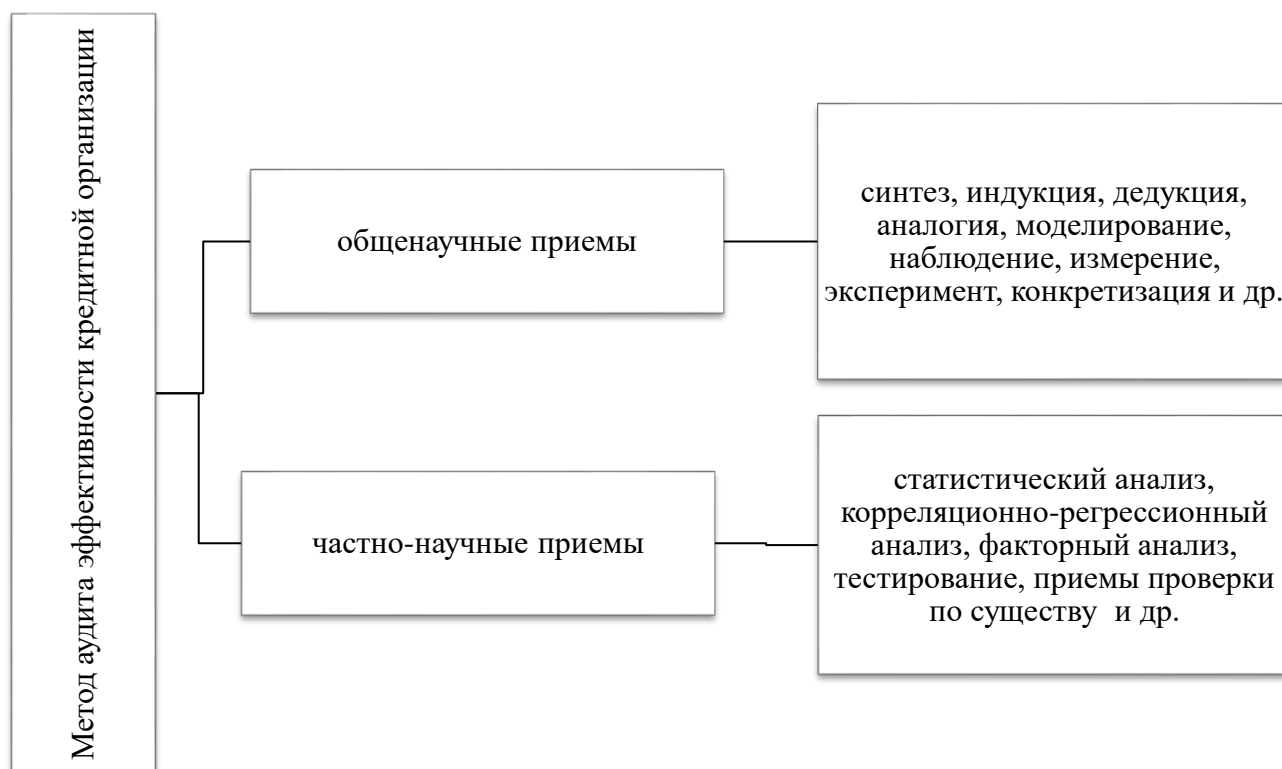 Метод аудита эффективности кредитной организации
общенаучные приемы
синтез, индукция, дедукция,
аналогия, моделирование,
наблюдение, измерение,
эксперимент, конкретизация и др.
частно-научные приемы
статистический анализ,
корреляционно-регрессионный
анализ, факторный анализ,
тестирование, приемы проверки
по существу  и др.